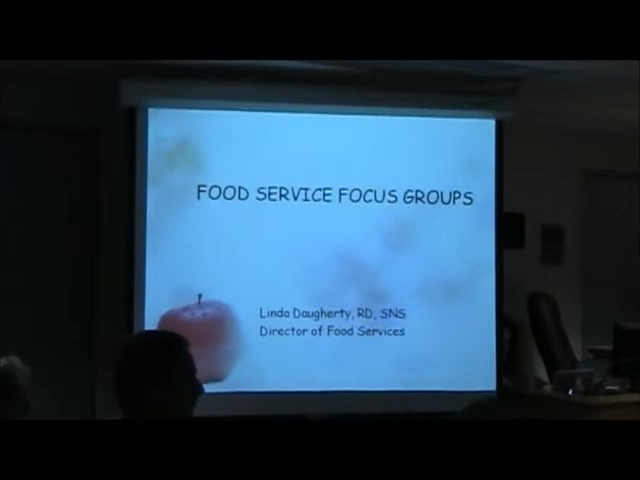 FOOD SERVICE FOCUS GROUPS
Linda Daugherty, RD, SNS
Director of Food Services